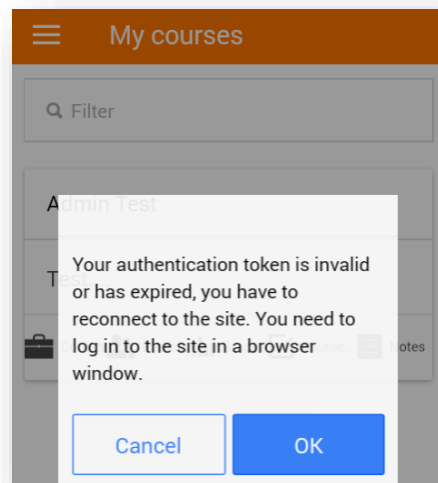 My courses
Filter
Admin Test
Your authentication token is invalid
or has expired, you have to
reconnect to the site. You need to
log in to the site in a browser
window.
Notes
Cancel
OK